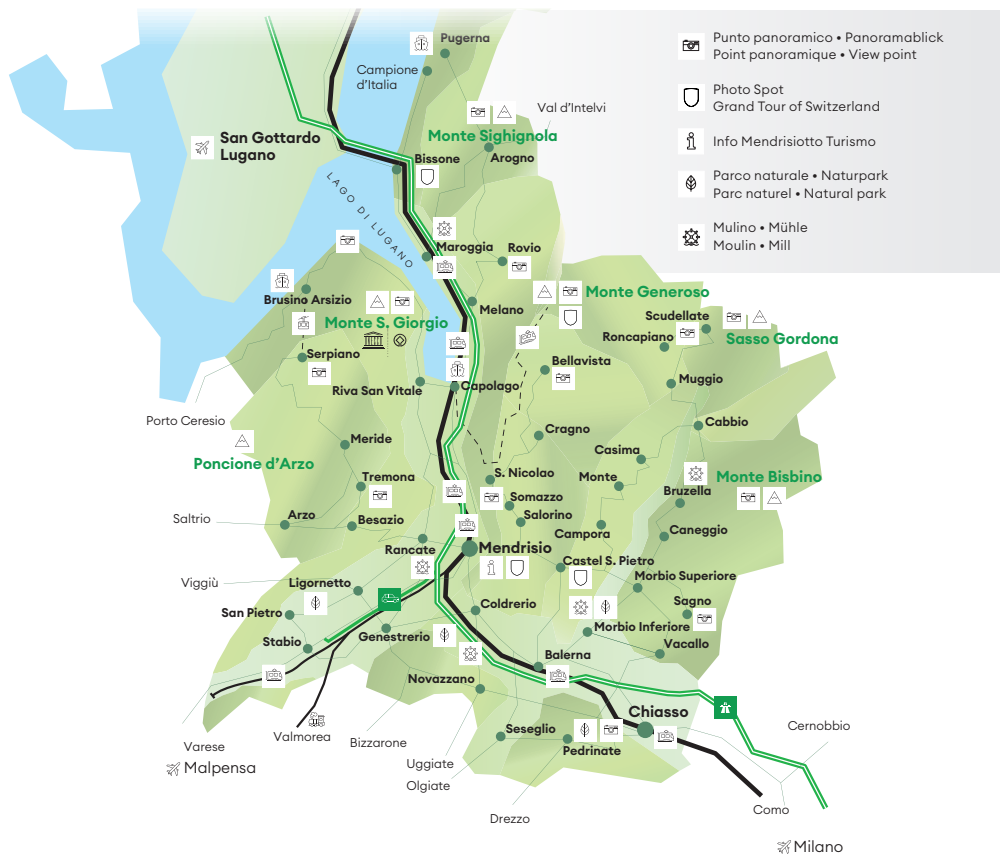 Pugerna
Campione
d'Italia
Val d'Intelvi
Monte Sighignola
San Gottardo
Lugano
Bissone
Arogno
LAGO DI LUGANO
Maroggia
Rovio
Brusino Arsizio
Melano
Monte Generoso
Monte S. Giorgio
Scudellate
Roncapiano
Sasso Gordona
Serpiano
Bellavista
Riva San Vitale
Capolago
Muggio
Porto Ceresio
Cabbio
Cragno
Meride
Casima
Poncione d'Arzo
S. Nicolao
Monte
Monte Bisbino
Tremona
Bruzella
Somazzo
Saltrio
Arzo
Besazio
Salorino
Campora
Caneggio
Rancate
Mendrisio
Castel S. Pietro
Viggiù
Ligornetto
Morbio Superiore
San Pietro
Coldrerio
Sagno
Stabio
Genestrerio
Morbio Inferiore
Vacallo
Balerna
Novazzano
Chiasso
Varese
Malpensa
Valmorea
Bizzarone
Seseglio
Pedrinate
Cernobbio
Uggiate
Olgiate
Drezzo
Como
Milano
Punto panoramico • Panoramablick
Point panoramique • View point
Photo Spot
Grand Tour of Switzerland
Info Mendrisiotto Turismo
Parco naturale • Naturpark
Parc naturel • Natural park
Mulino • Mühle
Moulin • Mill